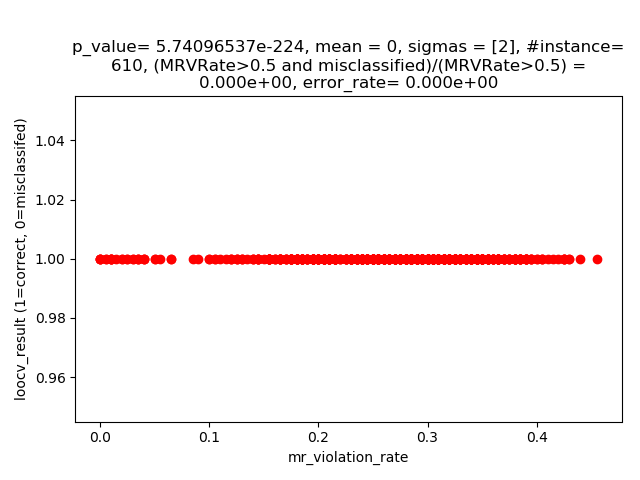 p_value= 5.74096537e-224, mean = 0, sigmas = [2], #instance=
610, (MRVRate>0.5 and misclassified)/(MRVRate>0.5) =
0.000e+00, error_rate= 0.000e+00
loocv_result (1=correct, 0=misclassifed)
1.04
1.02
1.00
0.98
0.96
0.0 0.1 0.2 0.3 0.4
mr_violation_rate